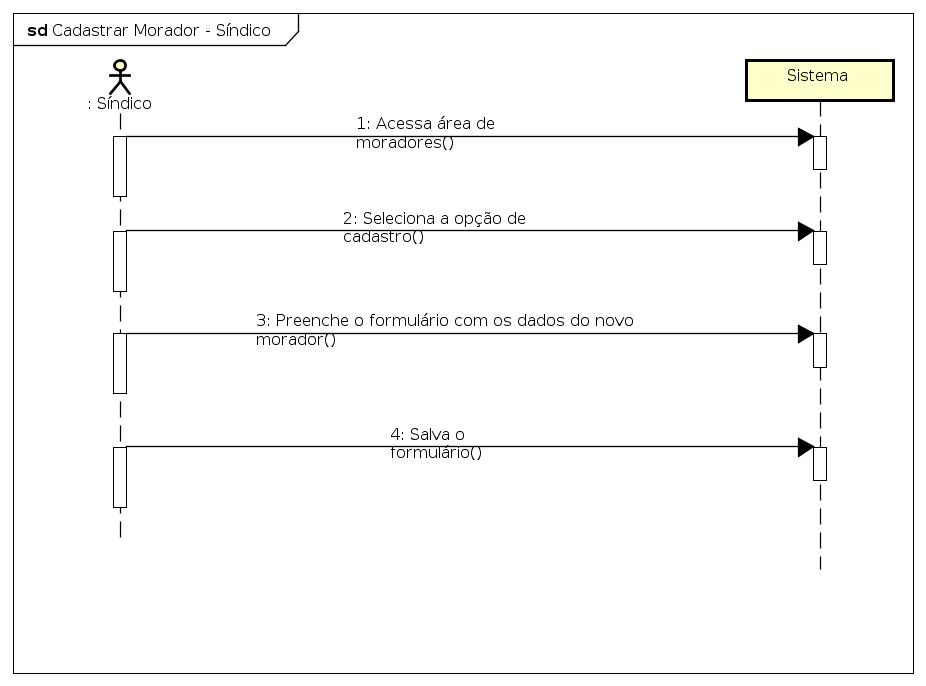 sd Cadastrar Morador - Síndico
: Síndico
Sistema
1: Acessa área de
moradores()
2: Seleciona a opção de
cadastro()
3: Preenche o formulário com os dados do novo
morador()
4: Salva o
formulário()